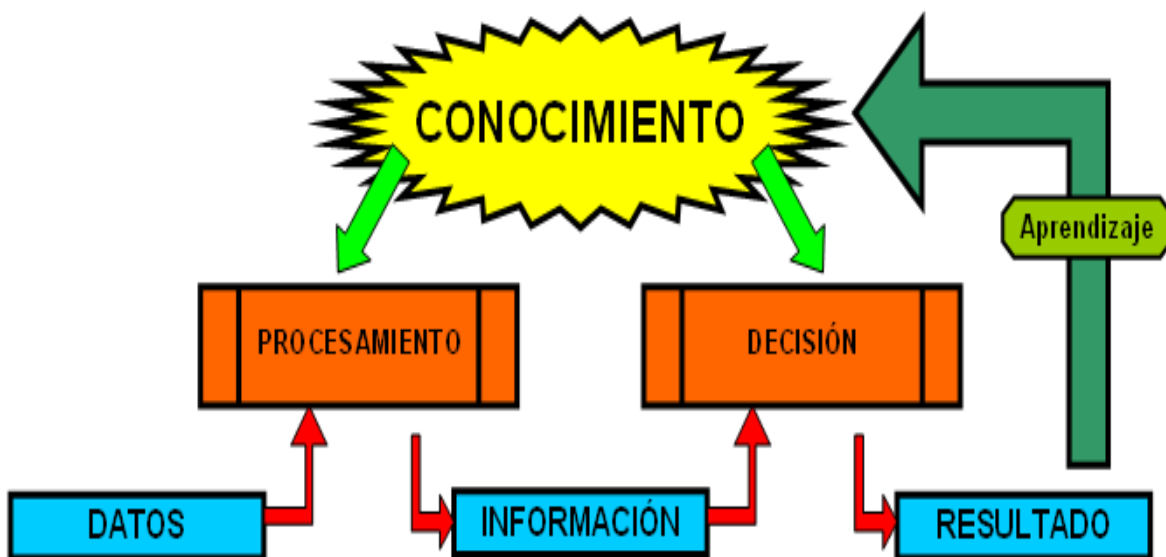 CONOCIMIENTO
Aprendizaje
PROCESAMIENTO
DECISIÓN
DATOS
INFORMACIÓN
RESULTADO